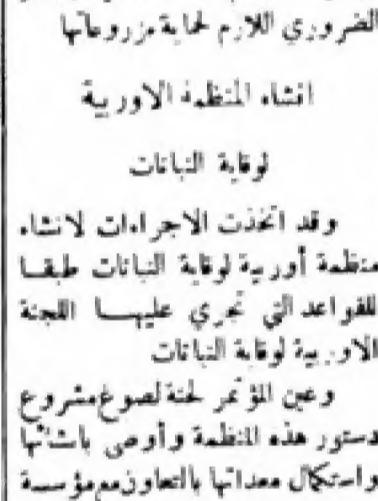 الضروري اللازم لحماية مزروعاتها
انشاء المنظمة الاوربية
لوقاية النباتات
وقد اتخذت الاجراءات لانشاء
منظمة أوربية لوقاية النباتات طبقا
للقواعد التي تجري عليها اللجنة
الاوربية لوقاية النباتات
وعين المؤتمر لجنة لصوغ مشروع
دستور هذه المنظمة وأوصى بانشائها
واستكمال معداتها بالتعاون مع مؤسسة